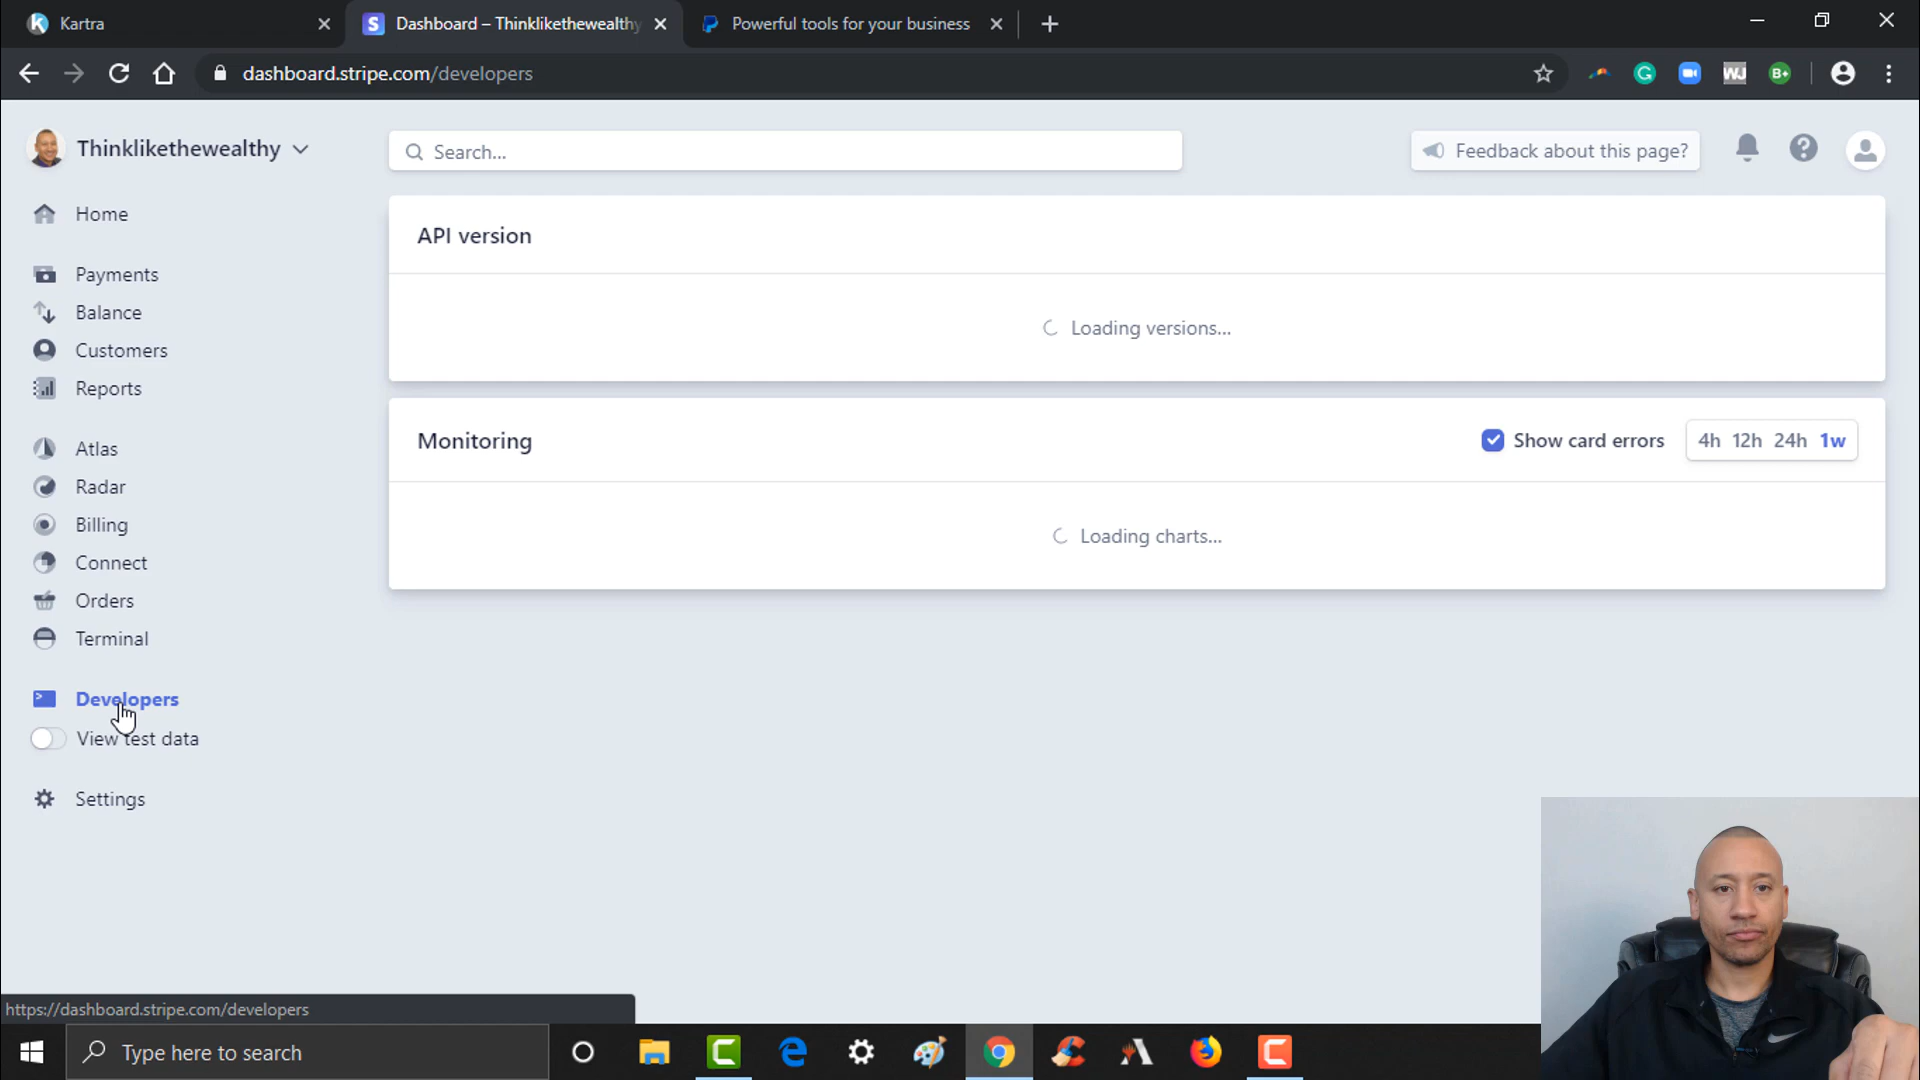 Kartra
Dashboard – Thinklikethewealthy
Powerful tools for your business
dashboard.stripe.com/developers
Thinklikethewealthy
Search...
Feedback about this page?
Home
API version
Payments
Balance
Loading versions...
Customers
Reports
Monitoring
Show card errors
4h 12h 24h 1w
Atlas
Radar
Billing
Loading charts...
Connect
Orders
Terminal
Developers
View test data
Settings
https://dashboard.stripe.com/developers
Type here to search